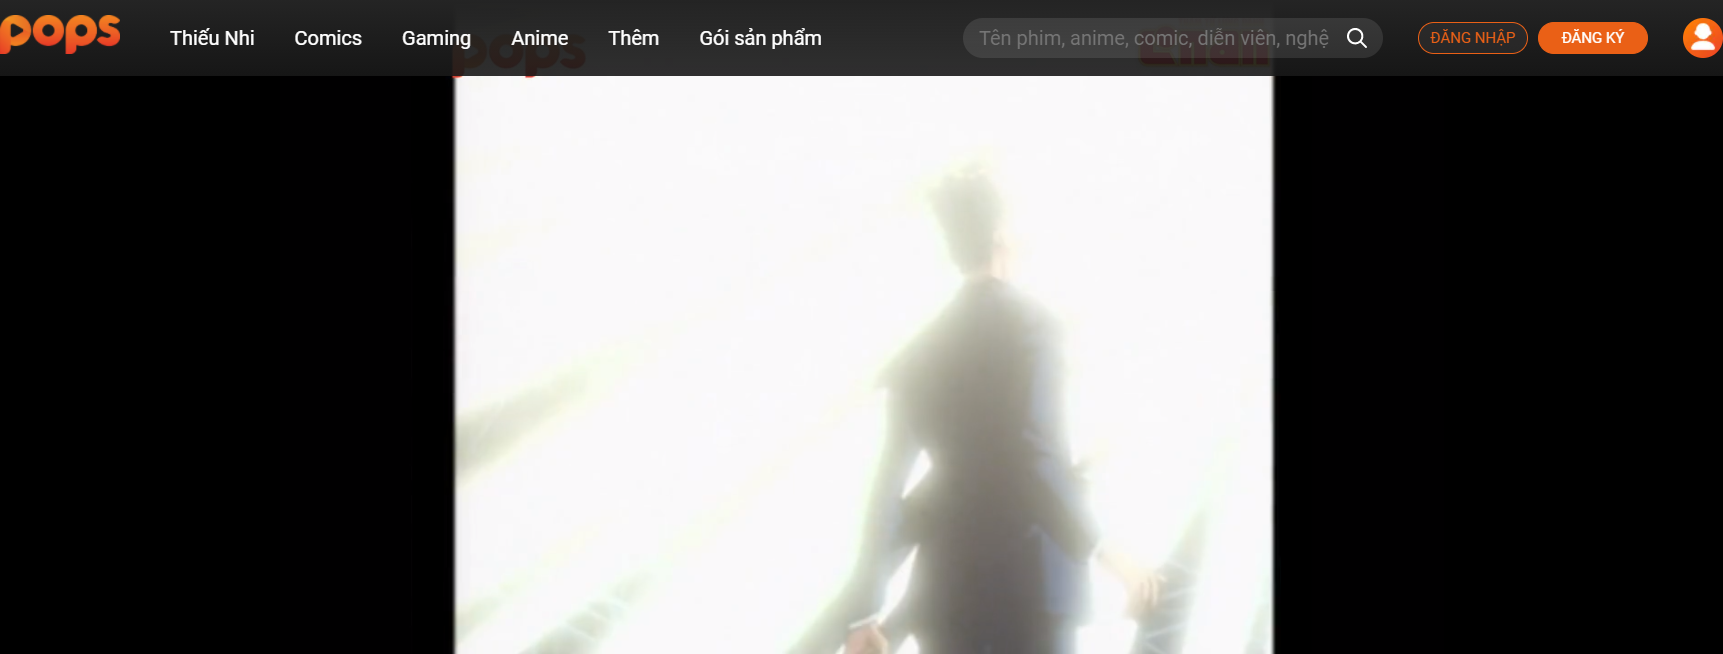 pops
Thiếu Nhi
Comics
Gaming
Anime
Thêm
Gói sản phẩm
Tên phim, anime, comic, diễn viên, nghệ
ĐĂNG NHẬP
ĐĂNG KÝ
pops